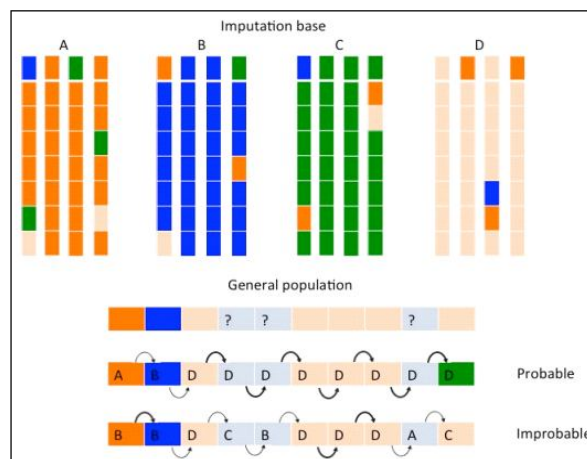 Imputation base
A B C D
General population
? ? ?
A B D D D D D D D D Probable
B B D C B D D D A C Improbable